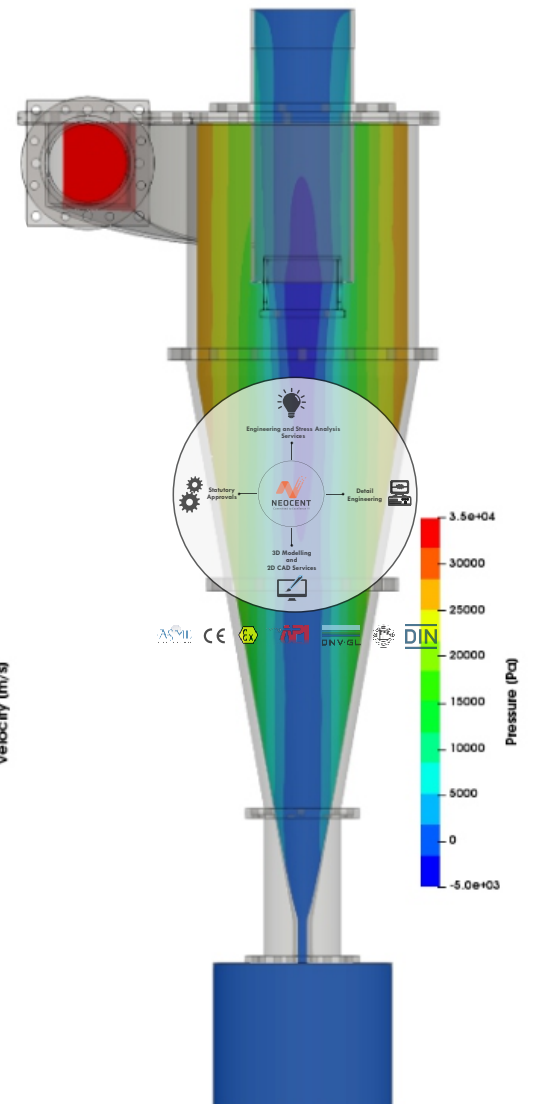 Engineering and Stress Analysis
Services
Statutory
Approvals
NEOCENT
Detail
Engineering
3D Modelling
and
2D CAD Services
ASME
CE
Ex
API
DNV·GL
DIN
Velocity (m/s)
3.5e+04
30000
25000
20000
15000
10000
5000
0
-5.0e+03
Pressure (Pa)